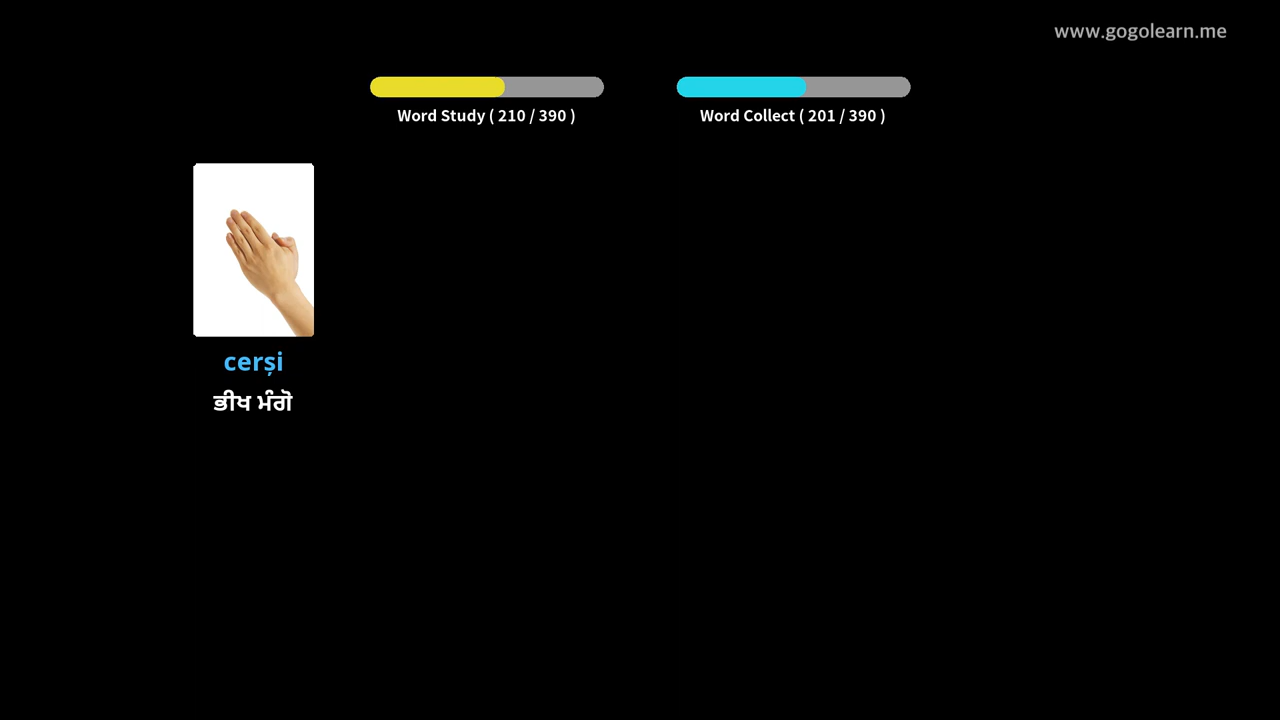 www.gogolearn.me
Word Study ( 210 / 390 )
Word Collect ( 201 / 390 )
cerși
ਭੀਖ ਮੰਗੋ